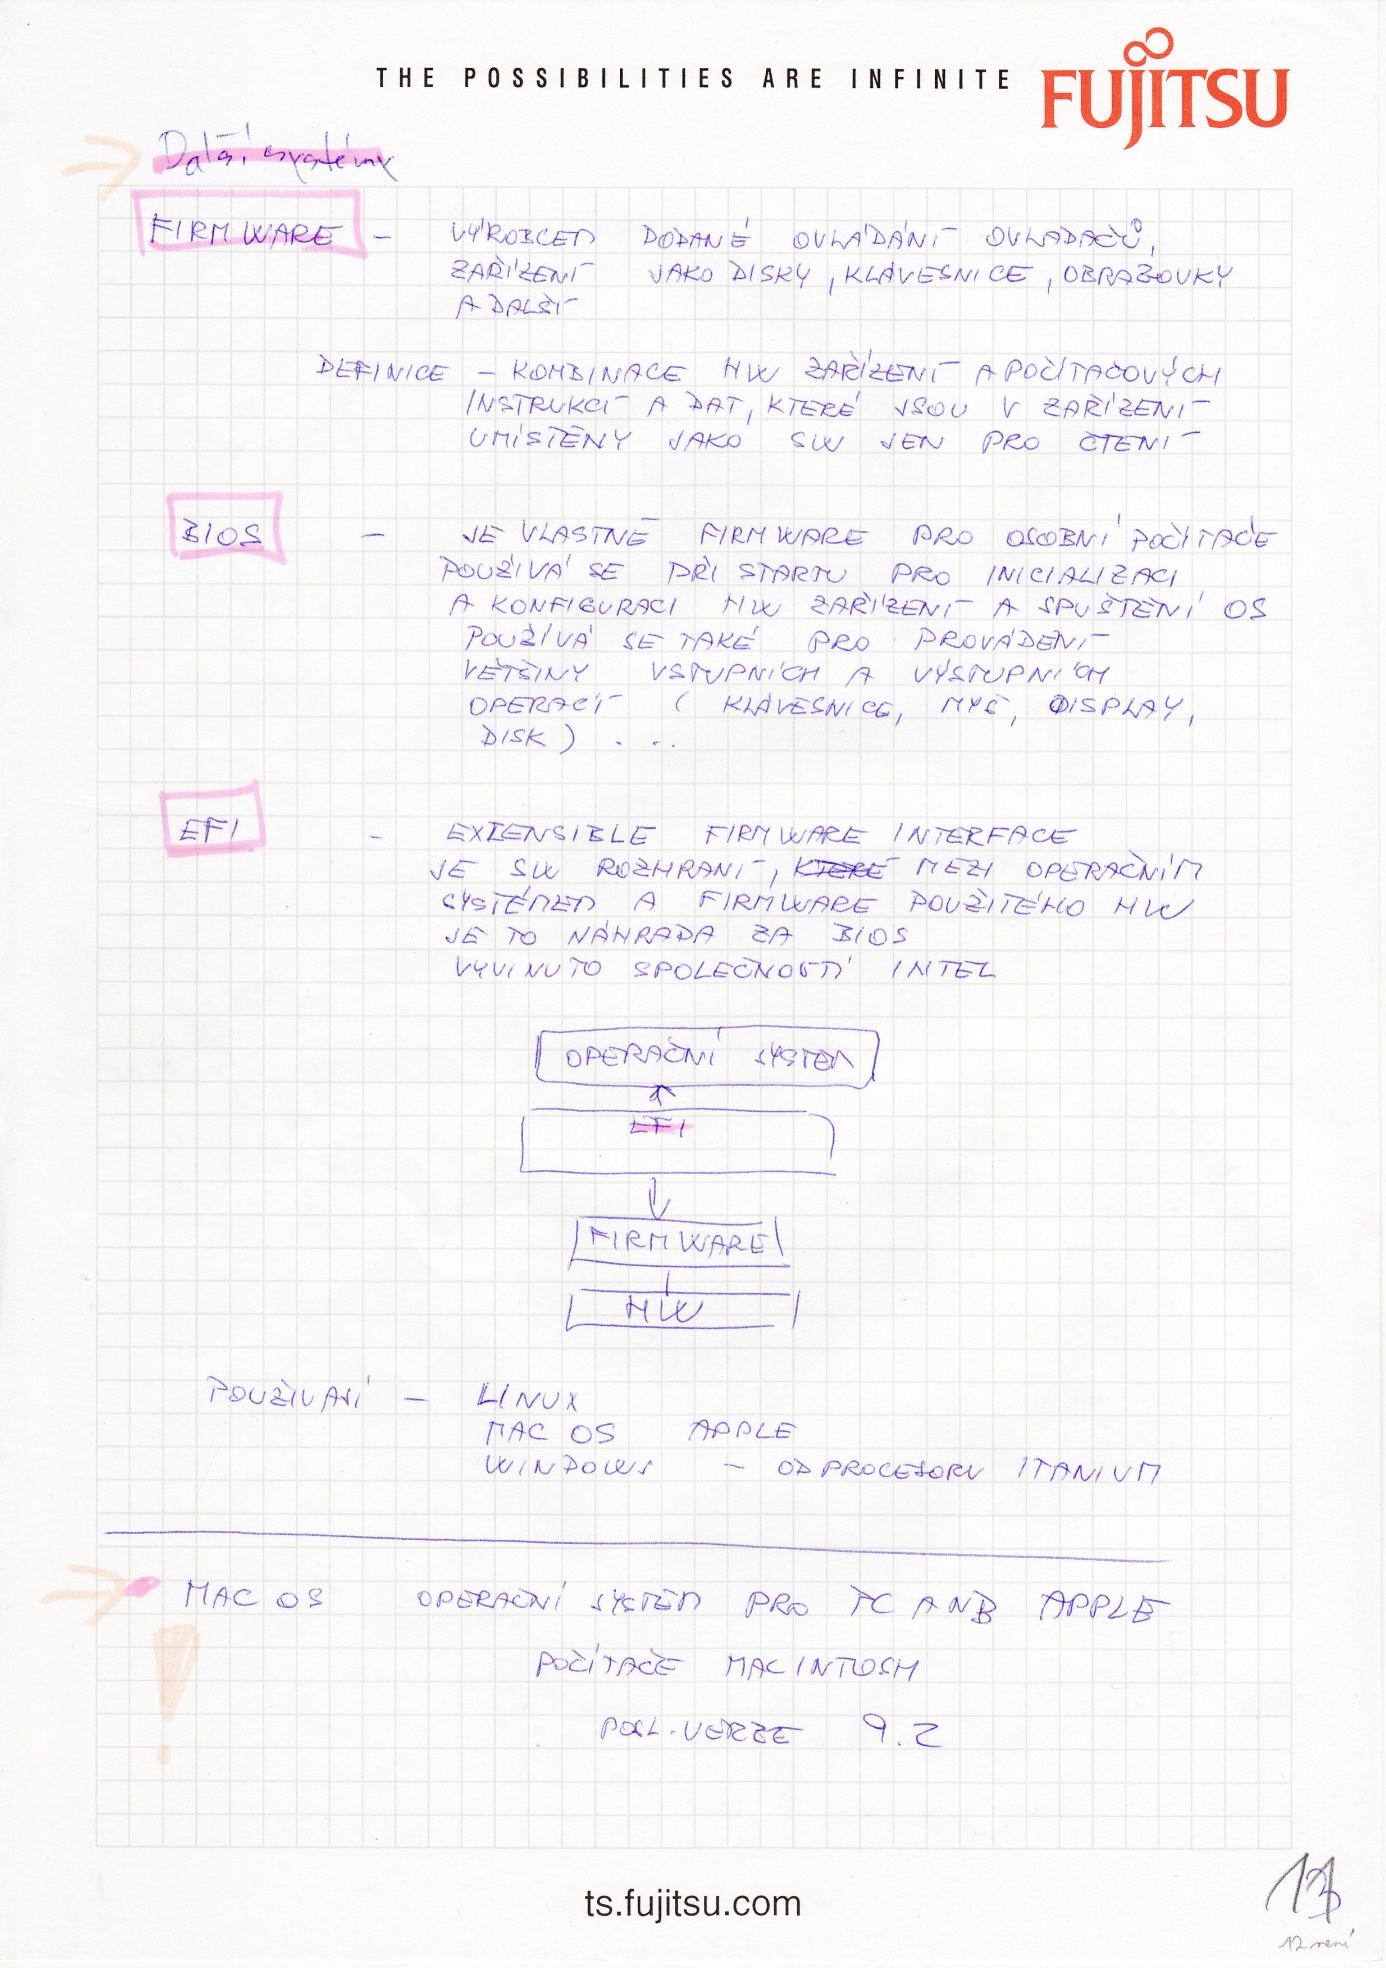 THE POSSIBILITIES ARE INFINITE
FUJITSU
Další systémy
FIRMWARE - VÝROBCEM DODANÉ OVLÁDÁNÍ OVLADAČŮ,
ZAŘÍZENÍ JAKO DISKY, KLÁVESNICE, OBRAZOVKY
A DALŠÍ
DEFINICE - KOMBINACE HW ZAŘÍZENÍ A POČÍTAČOVÝCH
INSTRUKCÍ A DAT, KTERÉ JSOU V ZAŘÍZENÍ
UMÍSTĚNY JAKO SW JEN PRO ČTENÍ
BIOS - JE VLASTNĚ FIRMWARE PRO OSOBNÍ POČÍTAČE
POUŽÍVÁ SE PŘI STARTU PRO INICIALIZACI
A KONFIGURACI HW ZAŘÍZENÍ A SPUŠTĚNÍ OS
POUŽÍVÁ SE TAKÉ PRO PROVÁDĚNÍ
VĚTŠINY VSTUPNÍCH A VÝSTUPNÍCH
OPERACÍ ( KLÁVESNICE, MYŠ, DISPLAY,
DISK ) ...
EFI - EXTENSIBLE FIRMWARE INTERFACE
JE SW ROZHRANÍ, KTERÉ MEZI OPERAČNÍM
SYSTÉMEM A FIRMWARE POUŽITÉHO HW
JE TO NÁHRADA ZA BIOS
VYVINUTO SPOLEČNOSTÍ INTEL
OPERAČNÍ SYSTÉM
EFI
FIRMWARE
HW
POUŽÍVAJÍ - LINUX
MAC OS APPLE
WINDOWS - OD PROCESORU ITANIUM
MAC OS OPERAČNÍ SYSTÉM PRO PC A NB APPLE
POČÍTAČE MACINTOSH
POSL. VERZE 9.2
ts.fujitsu.com
12 není